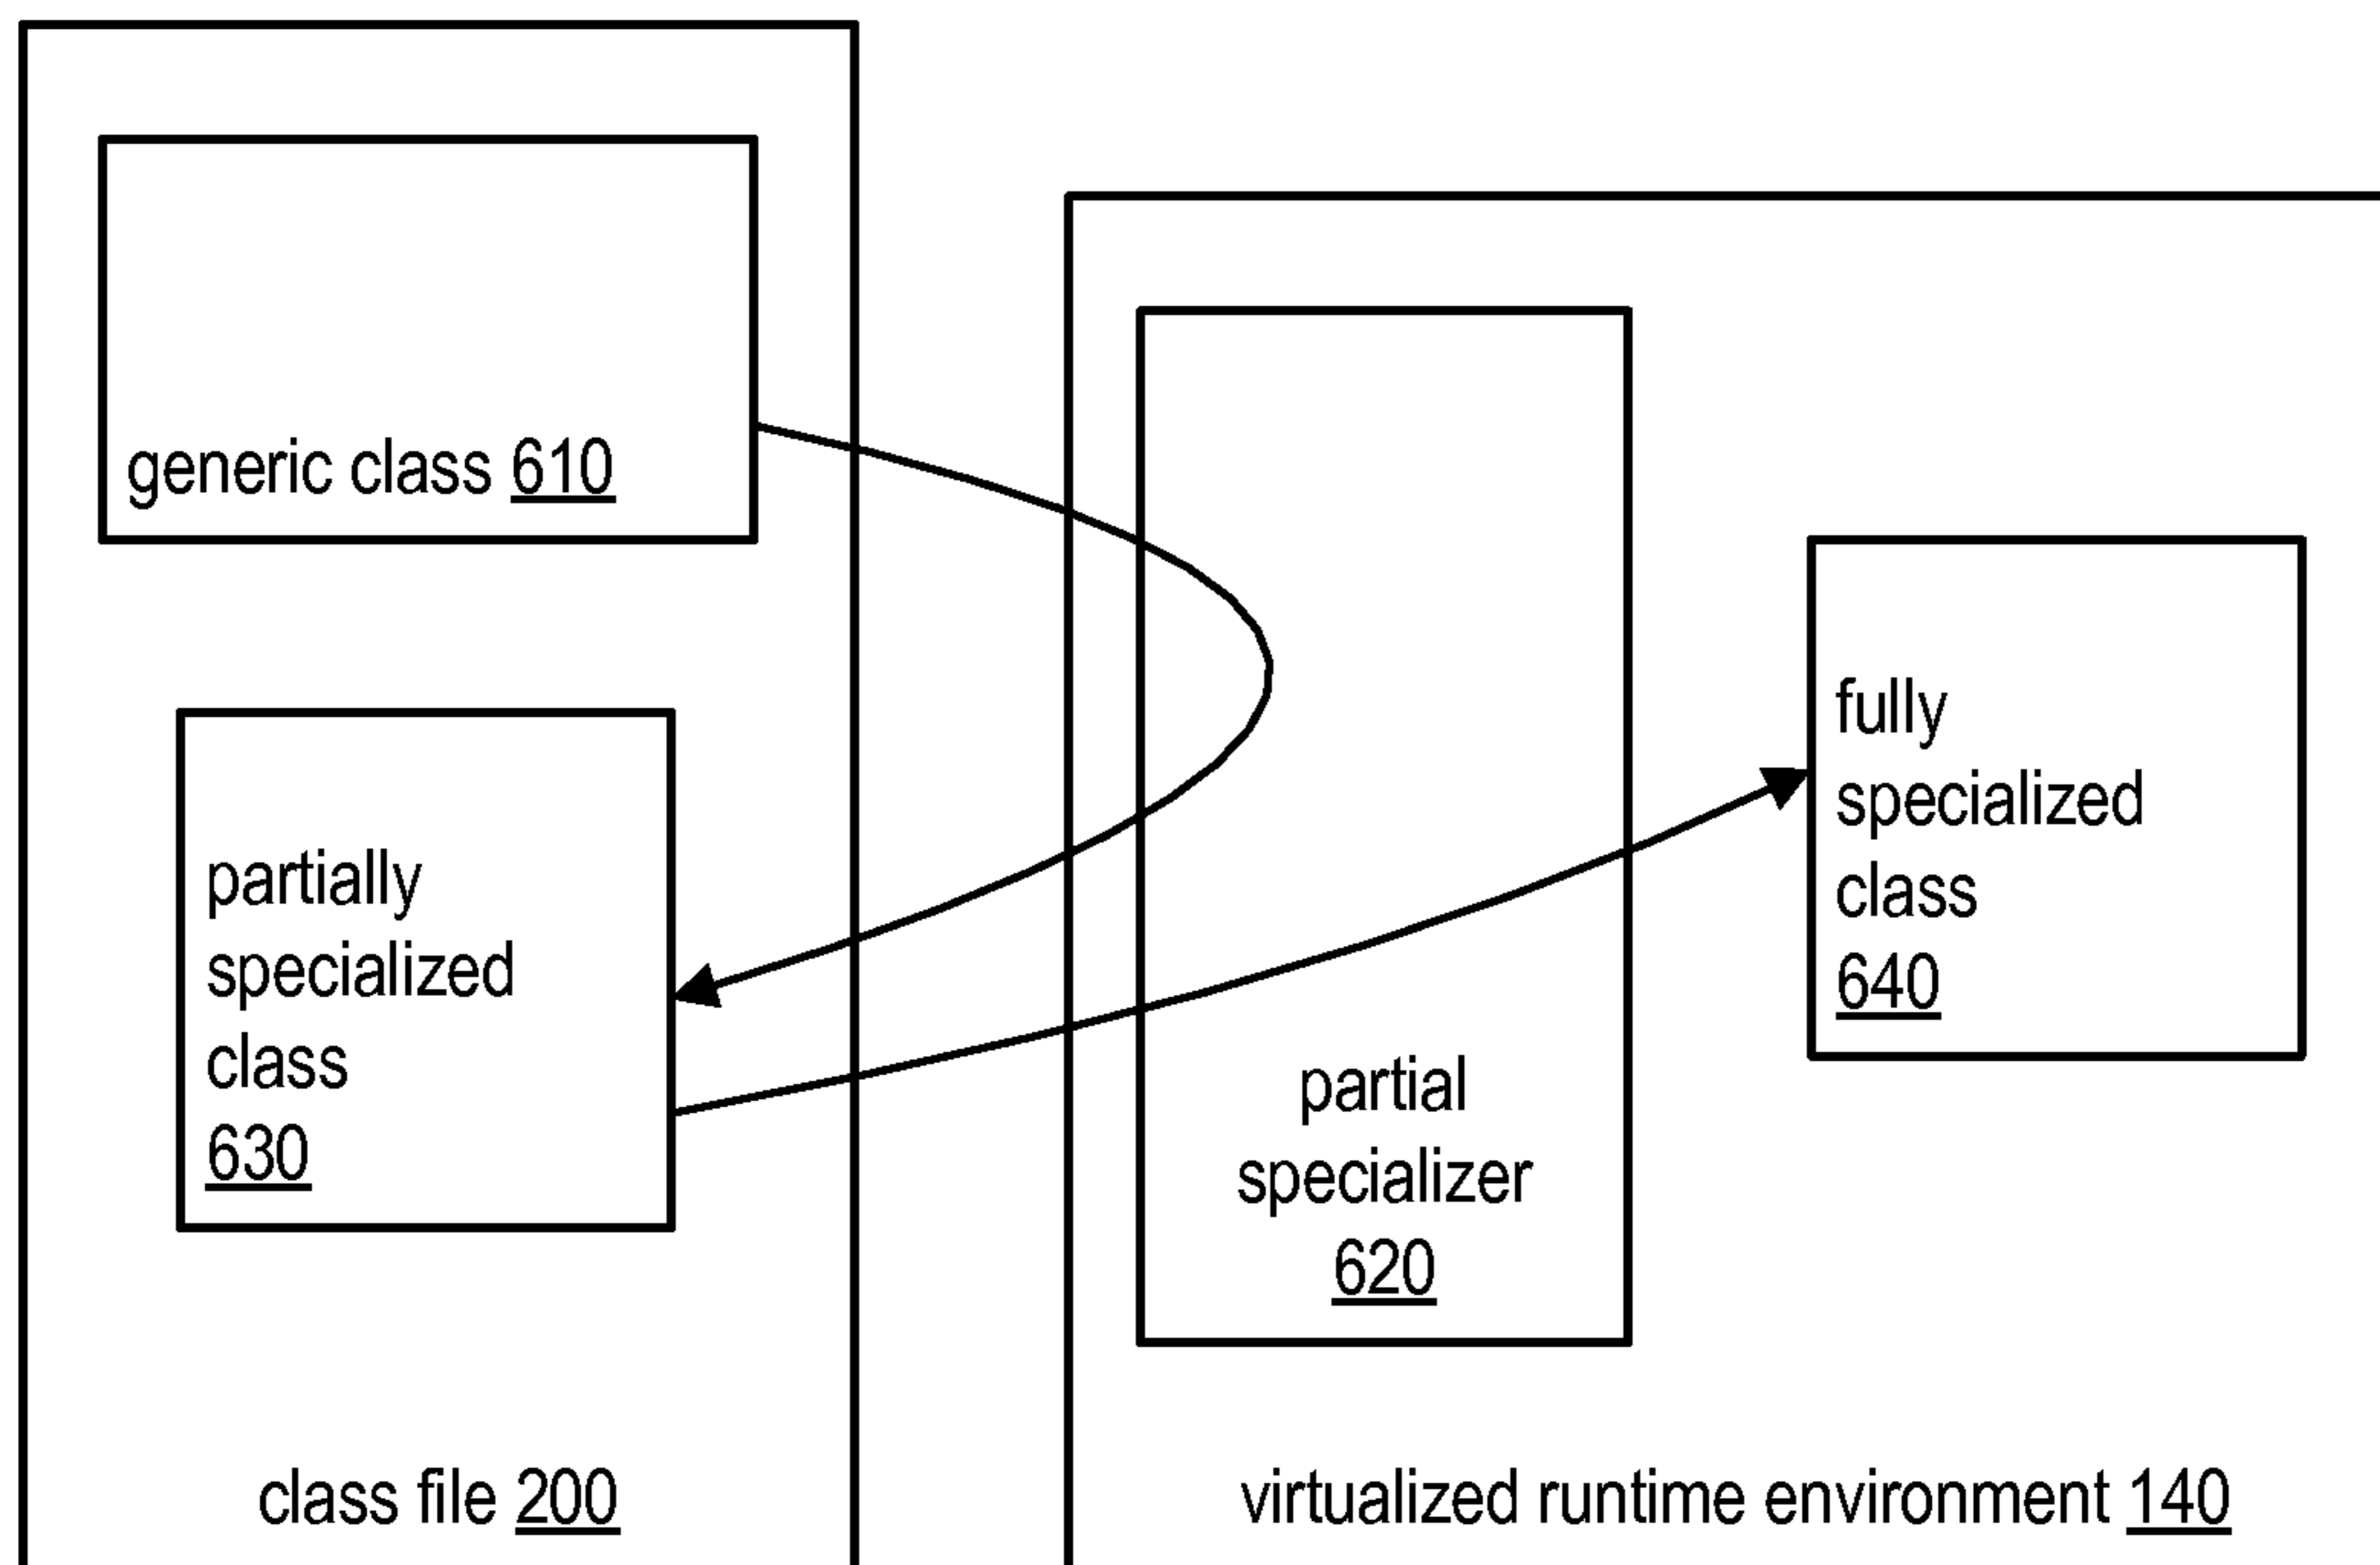 generic class 610
partially
specialized
class
630
class file 200
partial
specializer
620
fully
specialized
class
640
virtualized runtime environment 140